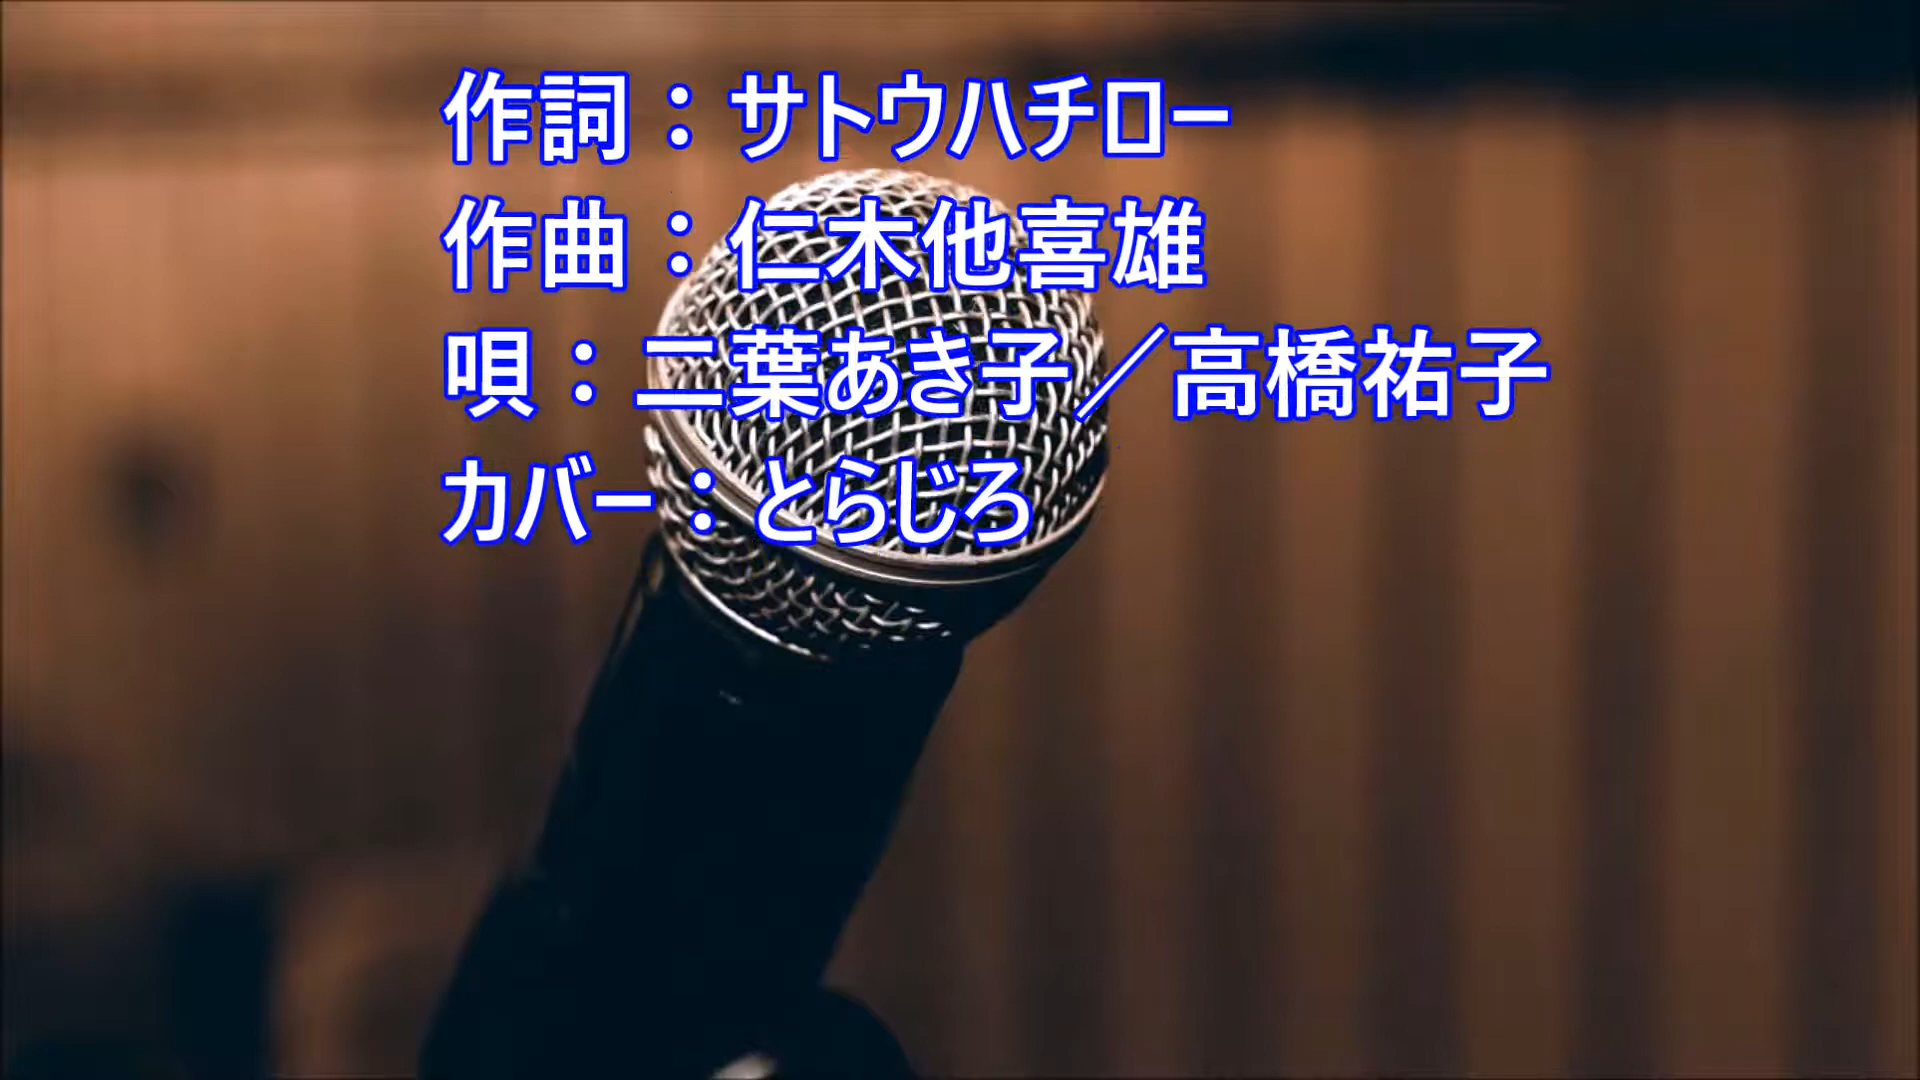 作詞：サトウハチロー
作曲：仁木他喜雄
唄：二葉あき子／高橋祐子
カバー：とらじろ